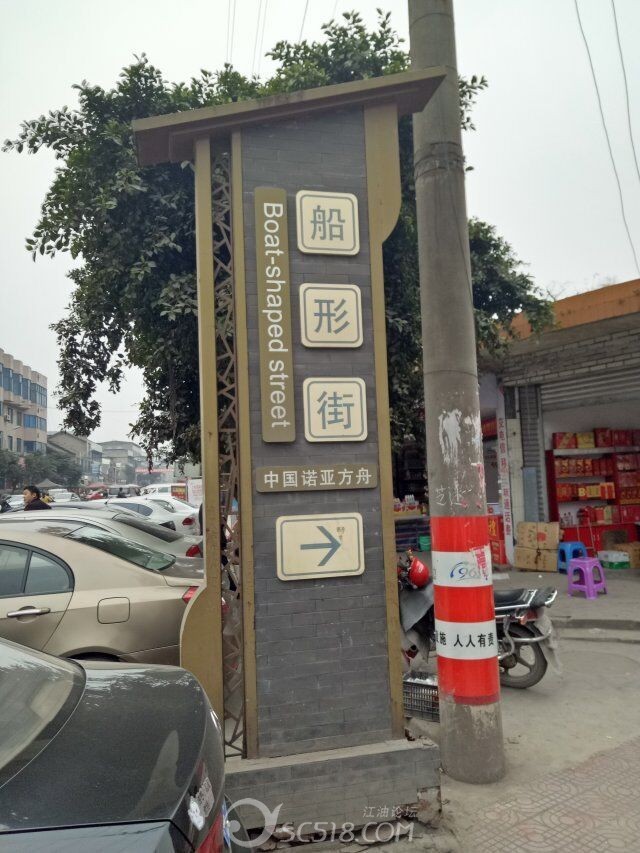 船形街
Boat-shaped street
中国诺亚方舟
人人有责
江油论坛
SC518.COM